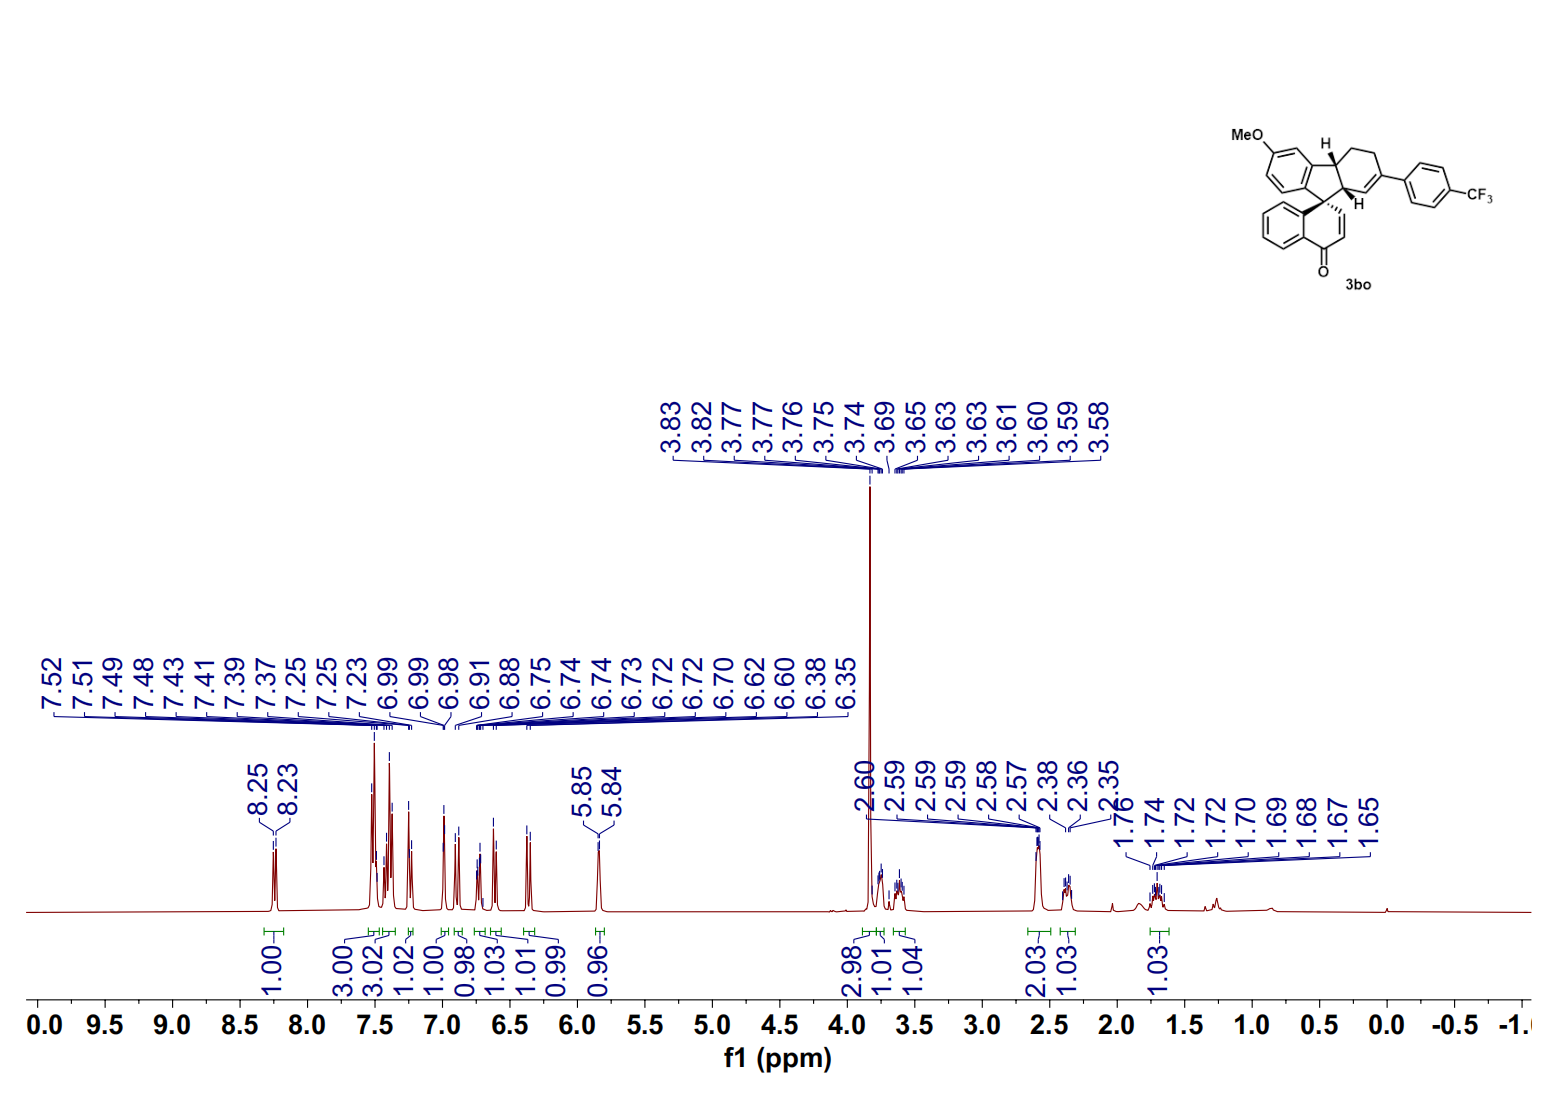 MeO
H
H
CF3
O
3bo
3.83 3.82 3.77 3.77 3.76 3.75 3.74 3.69 3.65 3.63 3.63 3.61 3.60 3.59 3.58
7.52 7.51 7.49 7.48 7.43 7.41 7.39 7.37 7.25 7.25 7.23 6.99 6.99 6.98 6.91 6.88 6.75 6.74 6.74 6.73 6.72 6.72 6.70 6.62 6.60 6.38 6.35
8.25 8.23
5.85 5.84
2.60 2.59 2.59 2.59 2.58 2.57 2.38 2.36 2.35
1.76 1.74 1.72 1.72 1.70 1.69 1.68 1.67 1.65
1.00 3.00 3.02 1.02 1.00 0.98 1.03 1.01 0.99 0.96 2.98 1.01 1.04 2.03 1.03 1.03
0.0 9.5 9.0 8.5 8.0 7.5 7.0 6.5 6.0 5.5 5.0 4.5 4.0 3.5 3.0 2.5 2.0 1.5 1.0 0.5 0.0 -0.5 -1.
f1 (ppm)